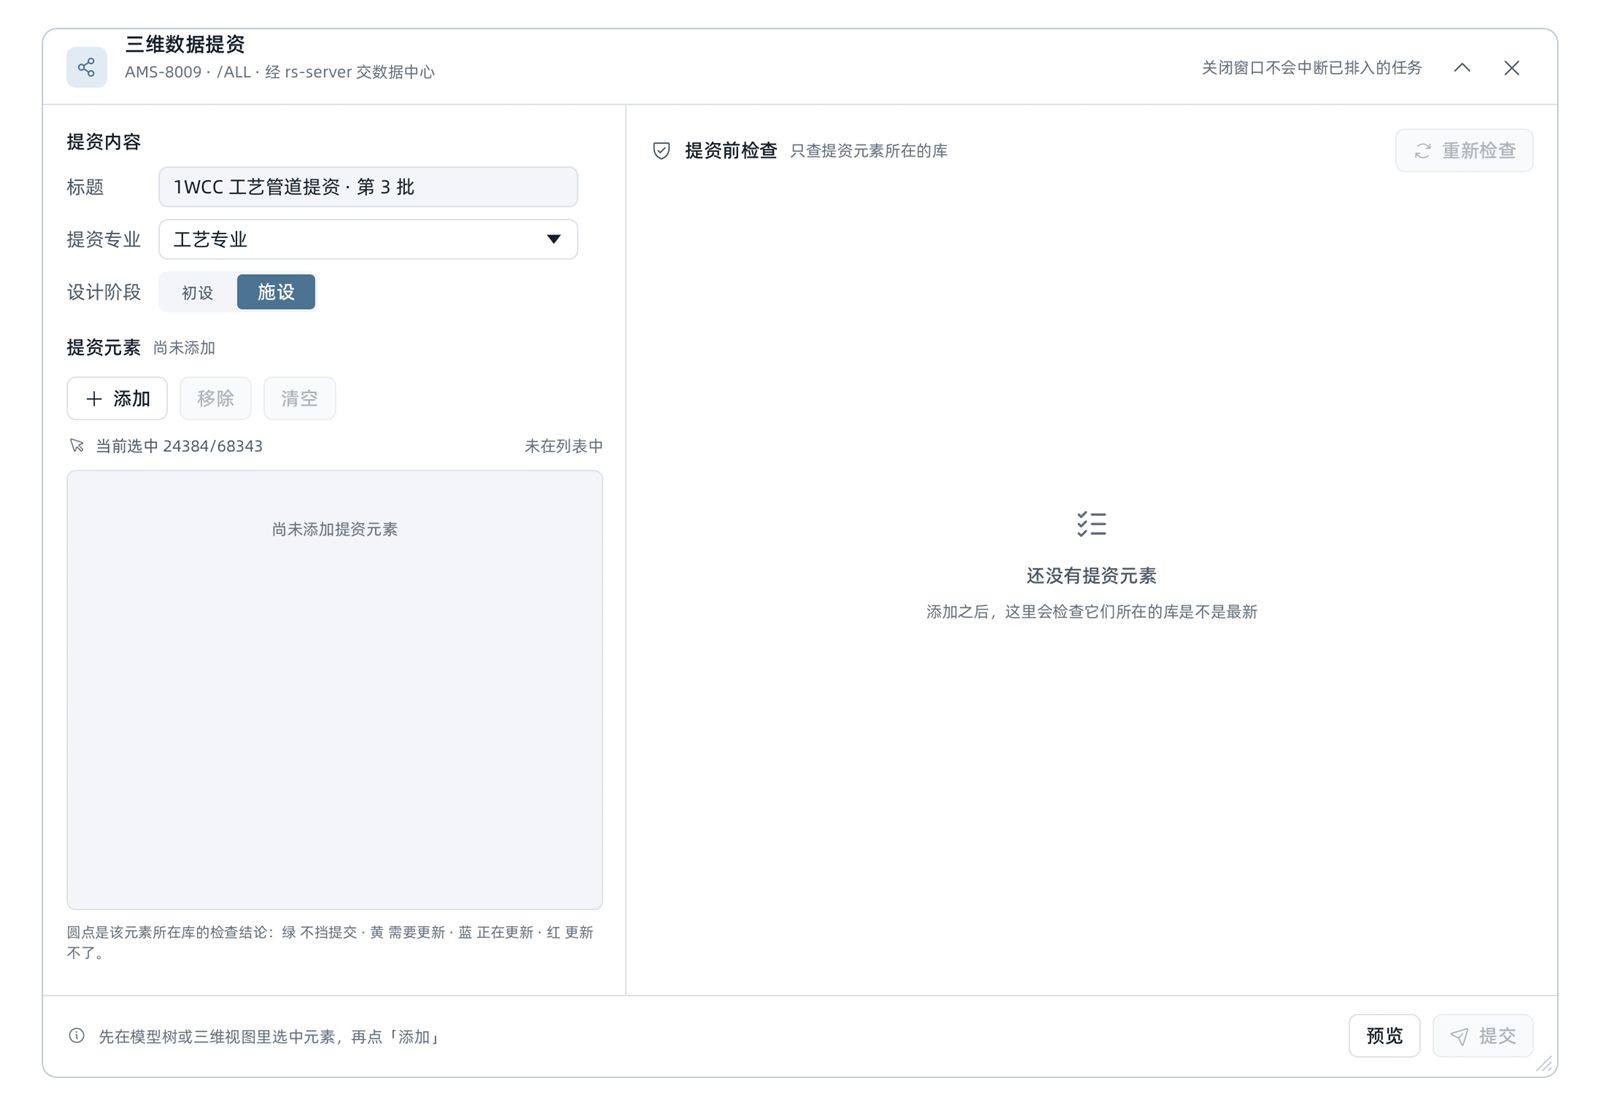 三维数据提资
AMS-8009 · /ALL · 经 rs-server 交数据中心
关闭窗口不会中断已排入的任务
提资内容
标题
1WCC 工艺管道提资 · 第 3 批
提资专业
工艺专业
设计阶段
初设
施设
提资元素 尚未添加
添加
移除
清空
当前选中 24384/68343
未在列表中
尚未添加提资元素
圆点是该元素所在库的检查结论：绿 不挡提交 · 黄 需要更新 · 蓝 正在更新 · 红 更新
不了。
提资前检查 只查提资元素所在的库
重新检查
还没有提资元素
添加之后，这里会检查它们所在的库是不是最新
先在模型树或三维视图里选中元素，再点「添加」
预览
提交